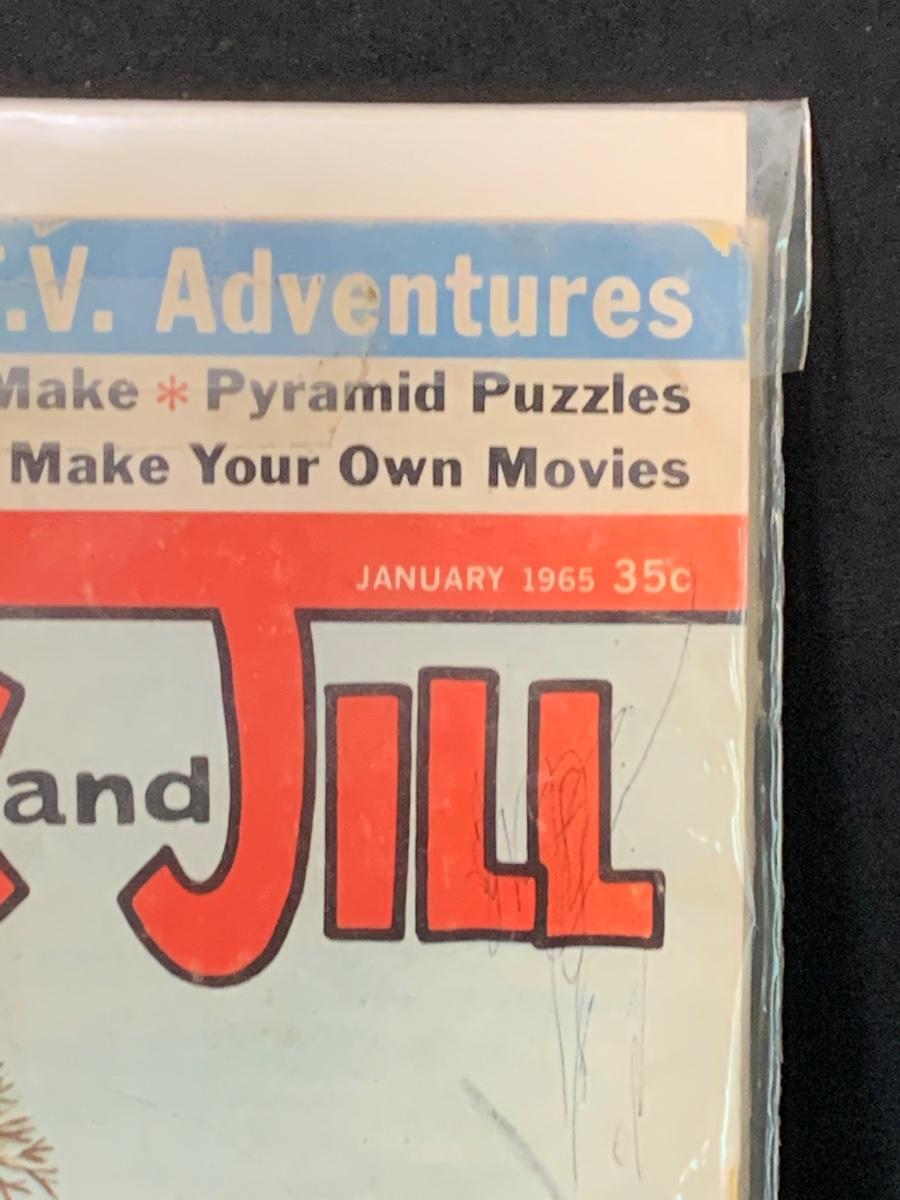 T.V. Adventures
Make * Pyramid Puzzles
Make Your Own Movies
JANUARY 1965 35c
and JILL